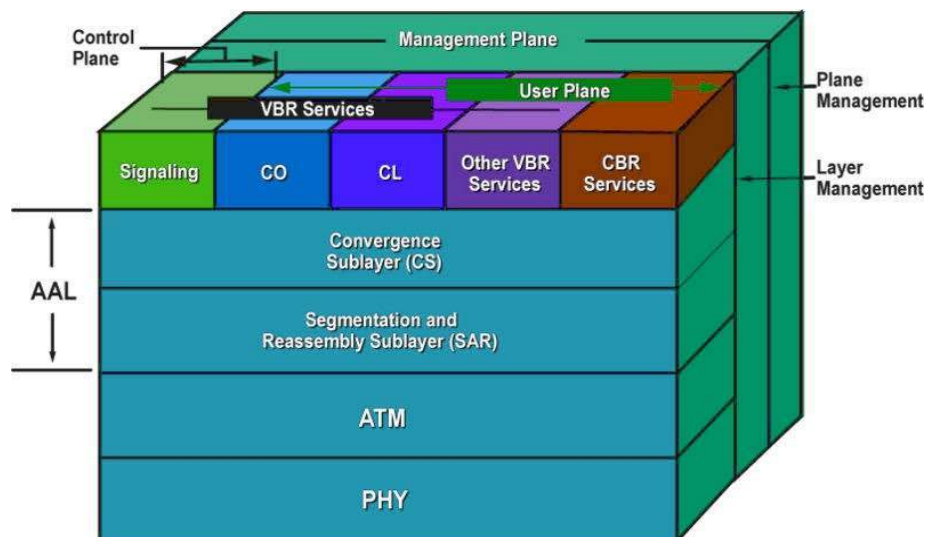 Control
Plane
Management Plane
User Plane
VBR Services
Plane
Management
Signaling
CO
CL
Other VBR
Services
CBR
Services
Layer
Management
Convergence
Sublayer (CS)
AAL
Segmentation and
Reassembly Sublayer (SAR)
ATM
PHY